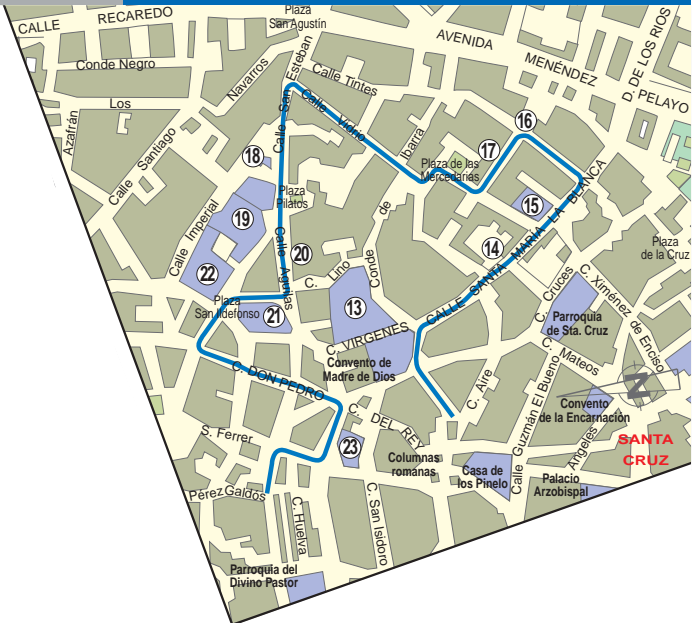 CALLE RECAREDO
Plaza
San Agustín
AVENIDA
MENÉNDEZ
PELAYO
D. DE LOS RIOS
Conde Negro
Navarros
Calle San Esteban
Calle Tintes
Los
Azafrán
Calle Santiago
Calle Vidrio
Ibarra
de
Conde
16
17
18
Plaza de las
Mercedarias
Plaza
Pilatos
19
15
Calle Imperial
20
14
CALLE SANTA MARÍA LA BLANCA
Plaza
de la Cruz
22
Calle Aguilas
C. Lino
C. Cruces
C. Ximénez de Enciso
Plaza
San Ildefonso
21
13
C. VIRGENES
Parroquia
de Sta. Cruz
Convento de
Madre de Dios
C. Mateos
C. DON PEDRO
C. DEL REY
C. Aire
Calle Guzmán El Bueno
N
Convento
de la Encarnación
Angeles
SANTA
CRUZ
S. Ferrer
23
Columnas
romanas
Casa de
los Pinelo
Palacio
Arzobispal
PérezGaldós
C. Huelva
C. San Isidoro
Parroquia del
Divino Pastor